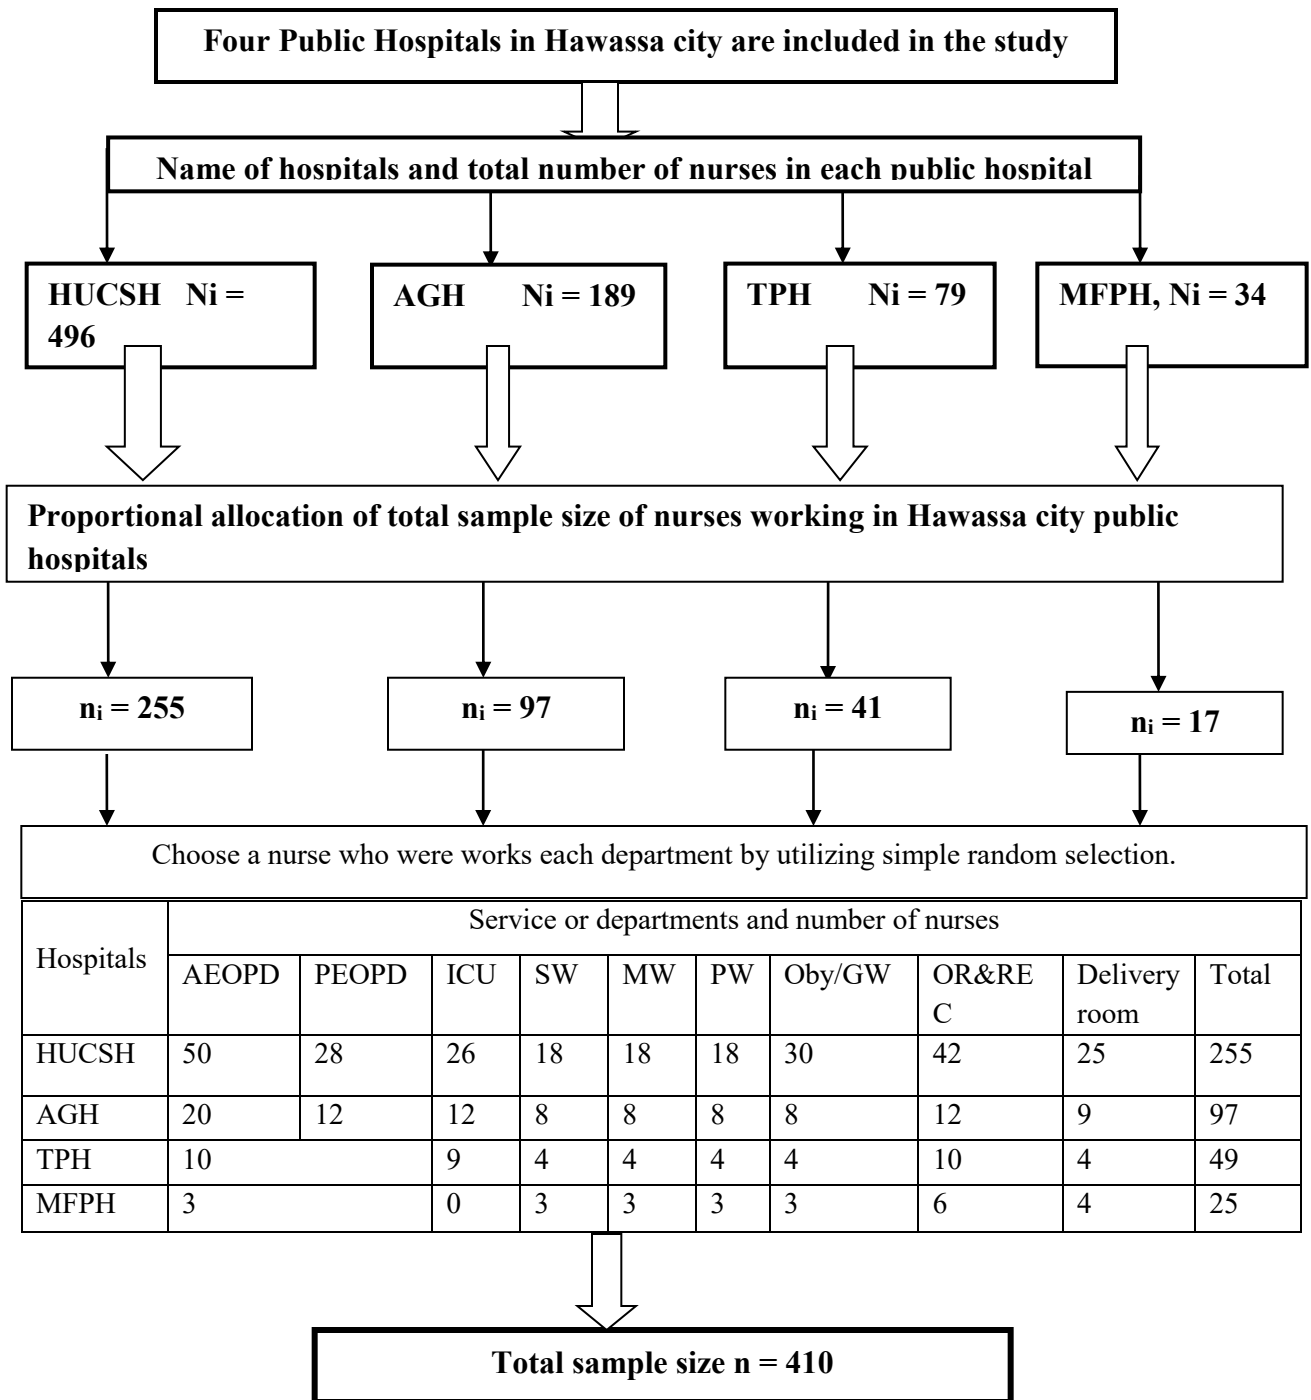 Four Public Hospitals in Hawassa city are included in the study
Name of hospitals and total number of nurses in each public hospital
HUCSH Ni =
496
AGH Ni = 189
TPH Ni = 79
MFPH, Ni = 34
Proportional allocation of total sample size of nurses working in Hawassa city public
hospitals
ni = 255
ni = 97
ni = 41
ni = 17
Choose a nurse who were works each department by utilizing simple random selection.
Hospitals
Service or departments and number of nurses
AEOPD PEOPD ICU SW MW PW Oby/GW OR&RE Delivery Total
C room
HUCSH 50 28 26 18 18 18 30 42 25 255
AGH 20 12 12 8 8 8 8 12 9 97
TPH 10 9 4 4 4 4 10 4 49
MFPH 3 0 3 3 3 3 6 4 25
Total sample size n = 410